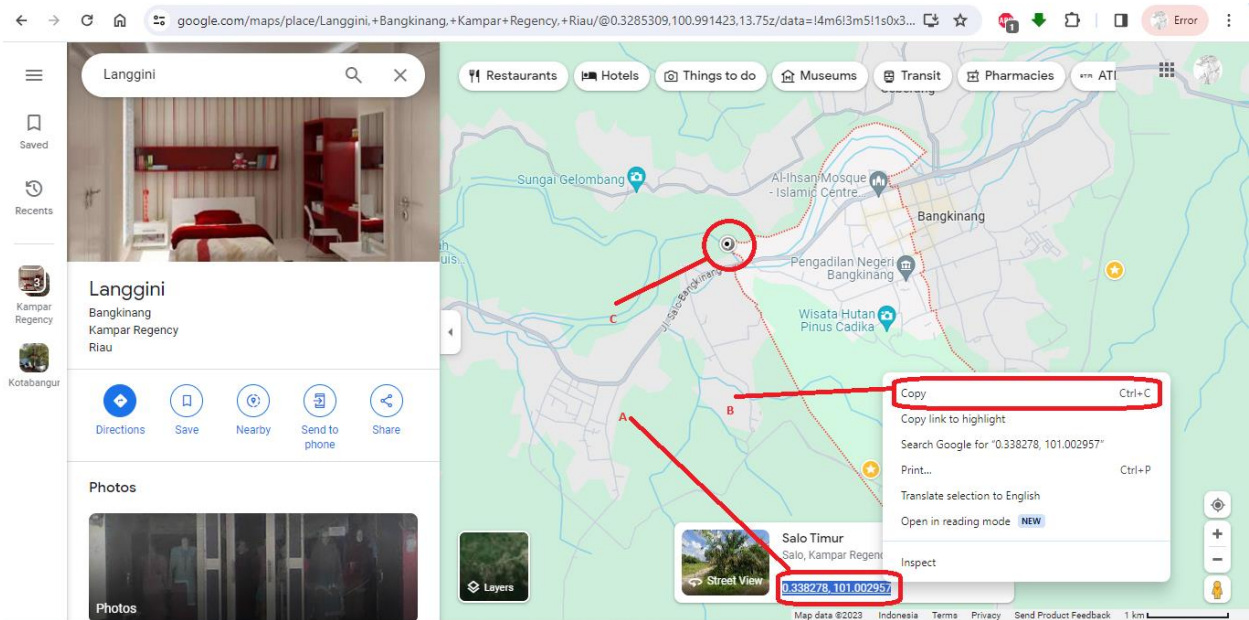 google.com/maps/place/Langgini,+Bangkinang,+Kampar+Regency,+Riau/@0.3285309,100.991423,13.75z/data=!4m6!3m5!1s0x3...
1
Error
Langgini
Saved
Recents
3
Kampar
Regency
Kotabangur
Langgini
Bangkinang
Kampar Regency
Riau
Directions
Save
Nearby
Send to
phone
Share
Photos
Photos
Restaurants
Hotels
Things to do
Museums
Transit
Pharmacies
Sungai Gelombang
Al-Ihsan Mosque
- Islamic Centre...
Bangkinang
Pengadilan Negeri
Bangkinang
Jl. Salo-Bangkinang
Wisata Hutan
Pinus Cadika
C
B
A
Copy Ctrl+C
Copy link to highlight
Search Google for “0.338278, 101.002957”
Print... Ctrl+P
Translate selection to English
Open in reading mode NEW
Inspect
Layers
Street View
Salo Timur
Salo, Kampar
0.338278, 101.002957
Map data ©2023 Indonesia Terms Privacy Send Product Feedback 1 km